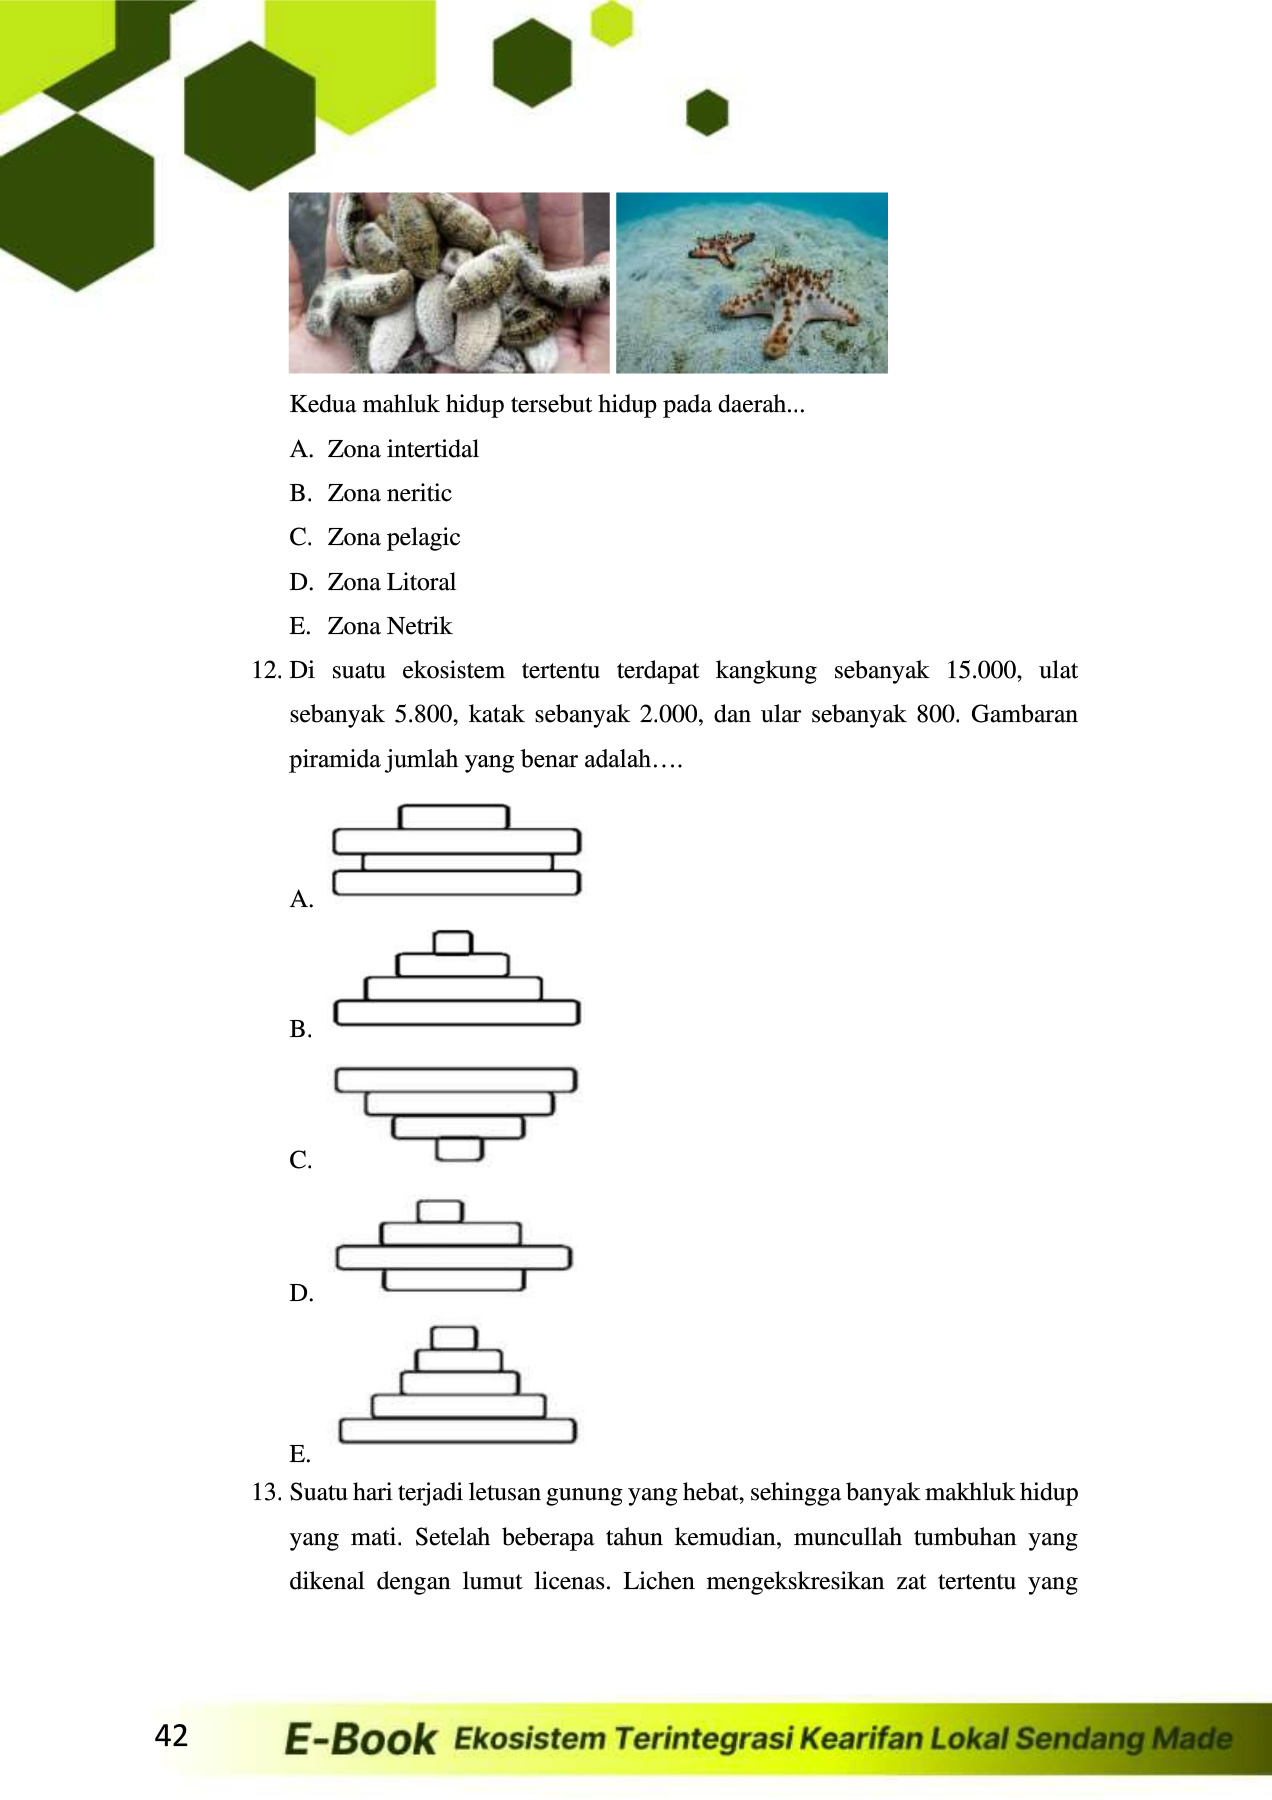 Kedua mahluk hidup tersebut hidup pada daerah...
A. Zona intertidal
B. Zona neritic
C. Zona pelagic
D. Zona Litoral
E. Zona Netrik
12. Di suatu ekosistem tertentu terdapat kangkung sebanyak 15.000, ulat
sebanyak 5.800, katak sebanyak 2.000, dan ular sebanyak 800. Gambaran
piramida jumlah yang benar adalah….
A.
B.
C.
D.
E.
13. Suatu hari terjadi letusan gunung yang hebat, sehingga banyak makhluk hidup
yang mati. Setelah beberapa tahun kemudian, muncullah tumbuhan yang
dikenal dengan lumut licenas. Lichen mengekskresikan zat tertentu yang
42 E-Book Ekosistem Terintegrasi Kearifan Lokal Sendang Made